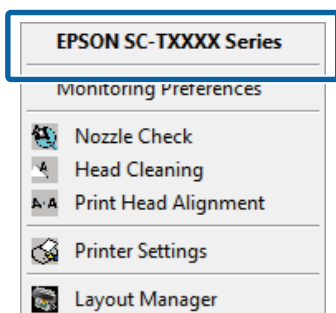 EPSON SC-TXXXX Series
Monitoring Preferences
Nozzle Check
Head Cleaning
Print Head Alignment
Printer Settings
Layout Manager